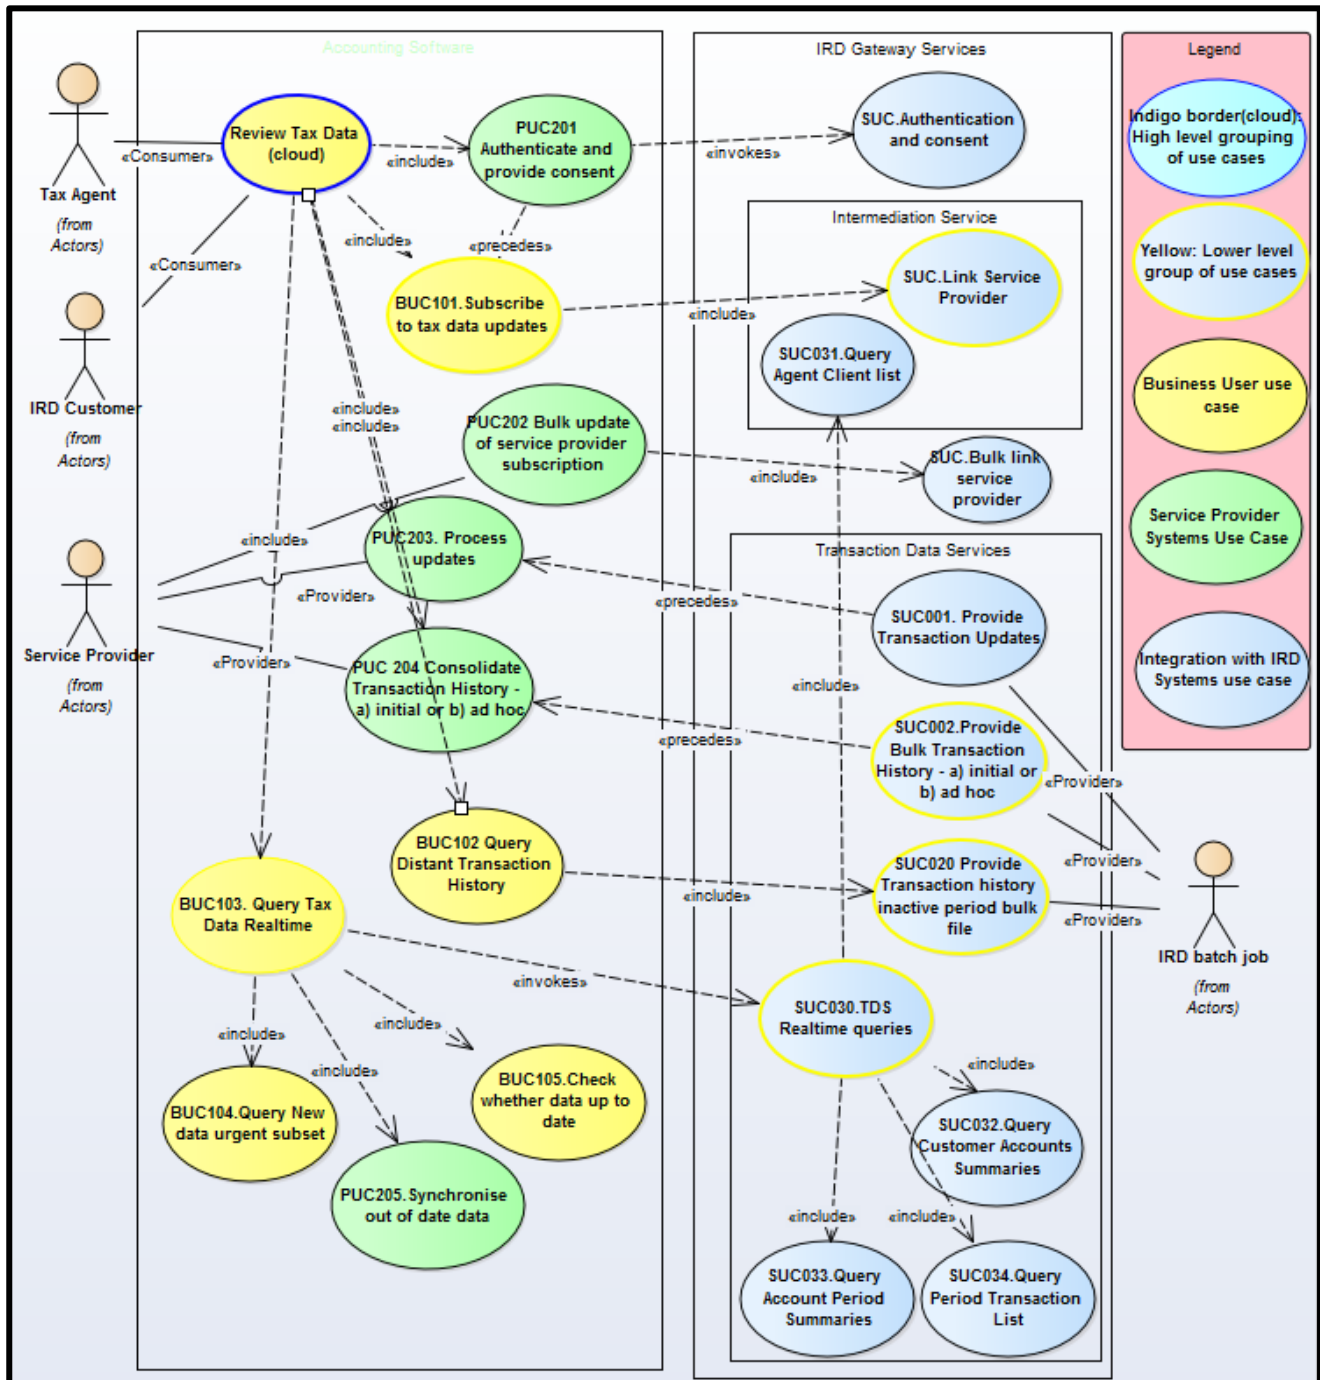 Accounting Software
IRD Gateway Services
Legend
Tax Agent
(from
Actors)
«Consumer»
Review Tax Data
(cloud)
«include»
PUC201
Authenticate and
provide consent
«invokes»
SUC.Authentication
and consent
Indigo border(cloud):
High level grouping
of use cases
«Consumer»
«include»
«precedes»
Intermediation Service
SUC.Link Service
Provider
Yellow: Lower level
group of use cases
IRD Customer
(from
Actors)
BUC101.Subscribe
to tax data updates
«include»
SUC031.Query
Agent Client list
Business User use
case
«include»
«include»
PUC202 Bulk update
of service provider
subscription
«include»
SUC.Bulk link
service
provider
Service Provider
Systems Use Case
Service Provider
(from
Actors)
«include»
PUC203. Process
updates
«Provider»
«precedes»
Transaction Data Services
SUC001. Provide
Transaction Updates
Integration with IRD
Systems use case
«Provider»
PUC 204 Consolidate
Transaction History -
a) initial or b) ad hoc
«include»
«precedes»
SUC002.Provide
Bulk Transaction
History - a) initial or
b) ad hoc
«Provider»
BUC102 Query
Distant Transaction
History
«include»
SUC020 Provide
Transaction history
inactive period bulk
file
«Provider»
«Provider»
IRD batch job
(from
Actors)
BUC103. Query Tax
Data Realtime
«invokes»
SUC030.TDS
Realtime queries
«include»
«include»
«include»
BUC104.Query New
data urgent subset
BUC105.Check
whether data up to
date
PUC205.Synchronise
out of date data
«include»
SUC032.Query
Customer Accounts
Summaries
«include»
«include»
SUC033.Query
Account Period
Summaries
SUC034.Query
Period Transaction
List